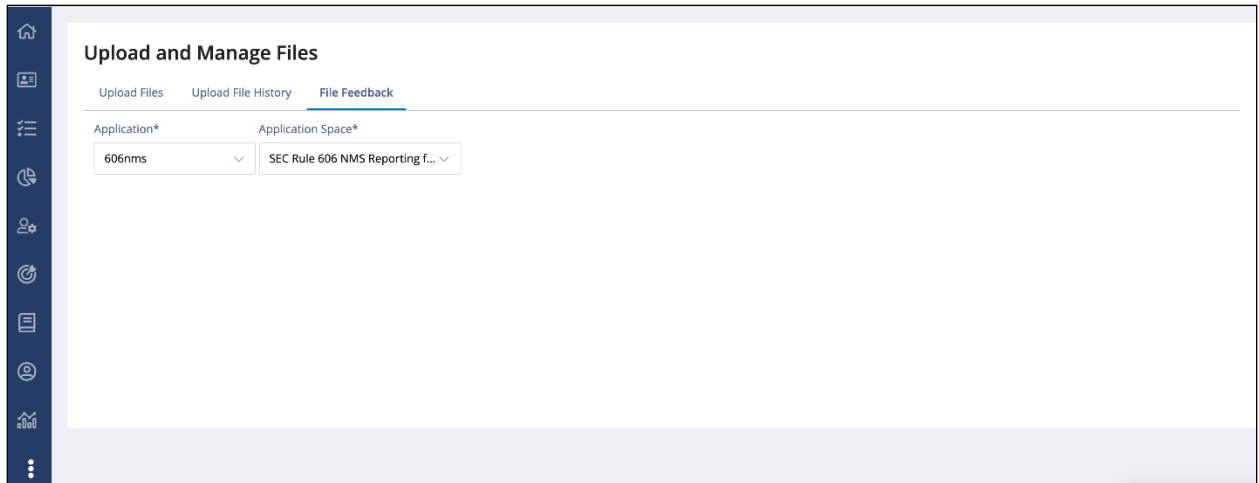 Upload and Manage Files
Upload Files Upload File History File Feedback
Application* Application Space*
606nms SEC Rule 606 NMS Reporting f...